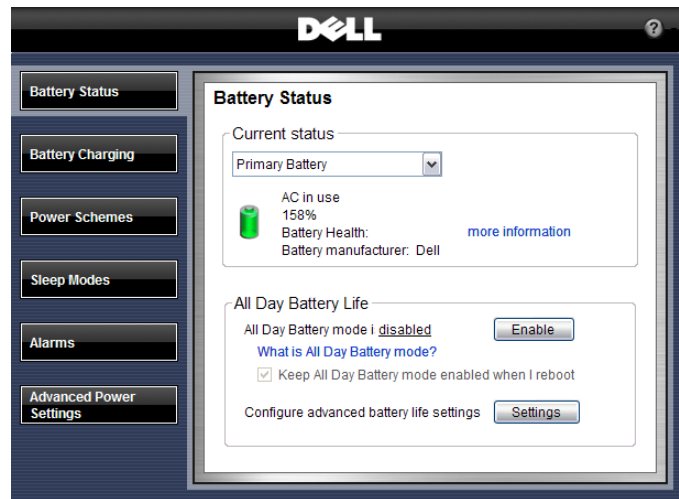 DELL
?
Battery Status
Battery Charging
Power Schemes
Sleep Modes
Alarms
Advanced Power
Settings
Battery Status
Current status
Primary Battery
AC in use
158%
Battery Health:
more information
Battery manufacturer: Dell
All Day Battery Life
All Day Battery mode i disabled
Enable
What is All Day Battery mode?
Keep All Day Battery mode enabled when I reboot
Configure advanced battery life settings
Settings